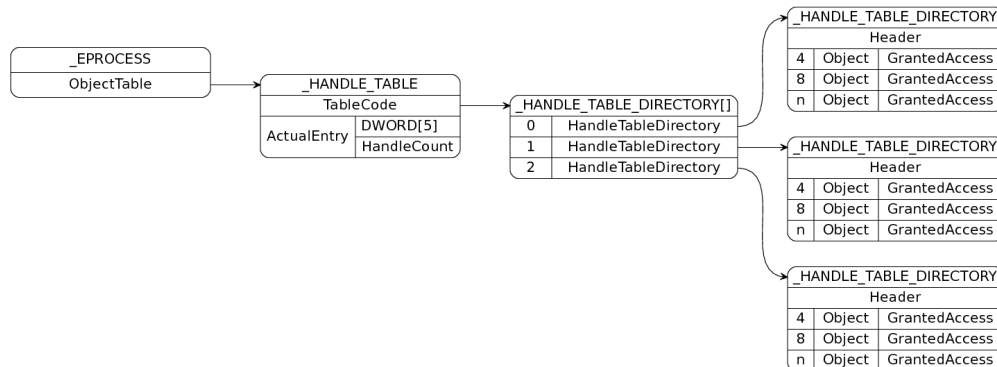 _EPROCESS
ObjectTable
_HANDLE_TABLE
TableCode
ActualEntry
DWORD[5]
HandleCount
_HANDLE_TABLE_DIRECTORY[]
0 HandleTableDirectory
1 HandleTableDirectory
2 HandleTableDirectory
_HANDLE_TABLE_DIRECTORY
Header
4 Object GrantedAccess
8 Object GrantedAccess
n Object GrantedAccess
_HANDLE_TABLE_DIRECTORY
Header
4 Object GrantedAccess
8 Object GrantedAccess
n Object GrantedAccess
_HANDLE_TABLE_DIRECTORY
Header
4 Object GrantedAccess
8 Object GrantedAccess
n Object GrantedAccess